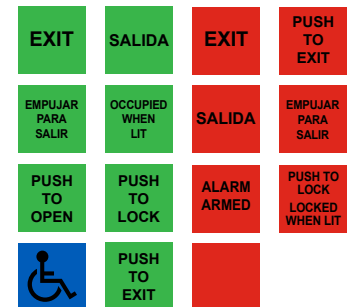 EXIT
SALIDA
EXIT
PUSH
TO
EXIT
EMPUJAR
PARA
SALIR
OCCUPIED
WHEN
LIT
SALIDA
EMPUJAR
PARA
SALIR
PUSH
TO
OPEN
PUSH
TO
LOCK
ALARM
ARMED
PUSH TO
LOCK
LOCKED
WHEN LIT
PUSH
TO
EXIT